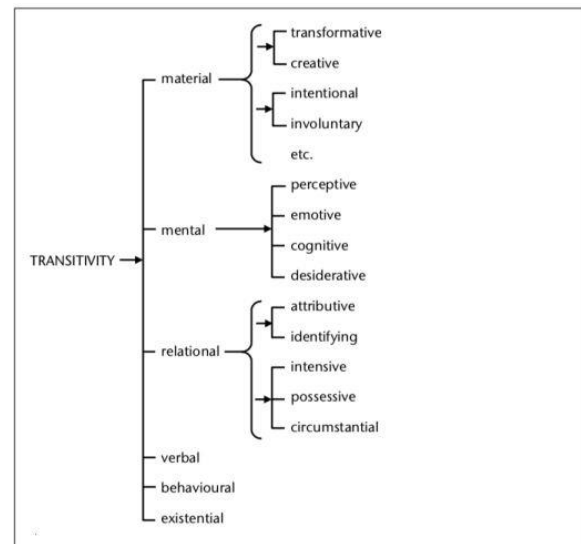 transformative
material
creative
intentional
involuntary
etc.
perceptive
mental
emotive
cognitive
TRANSITIVITY
desiderative
attributive
identifying
relational
intensive
possessive
circumstantial
verbal
behavioural
existential